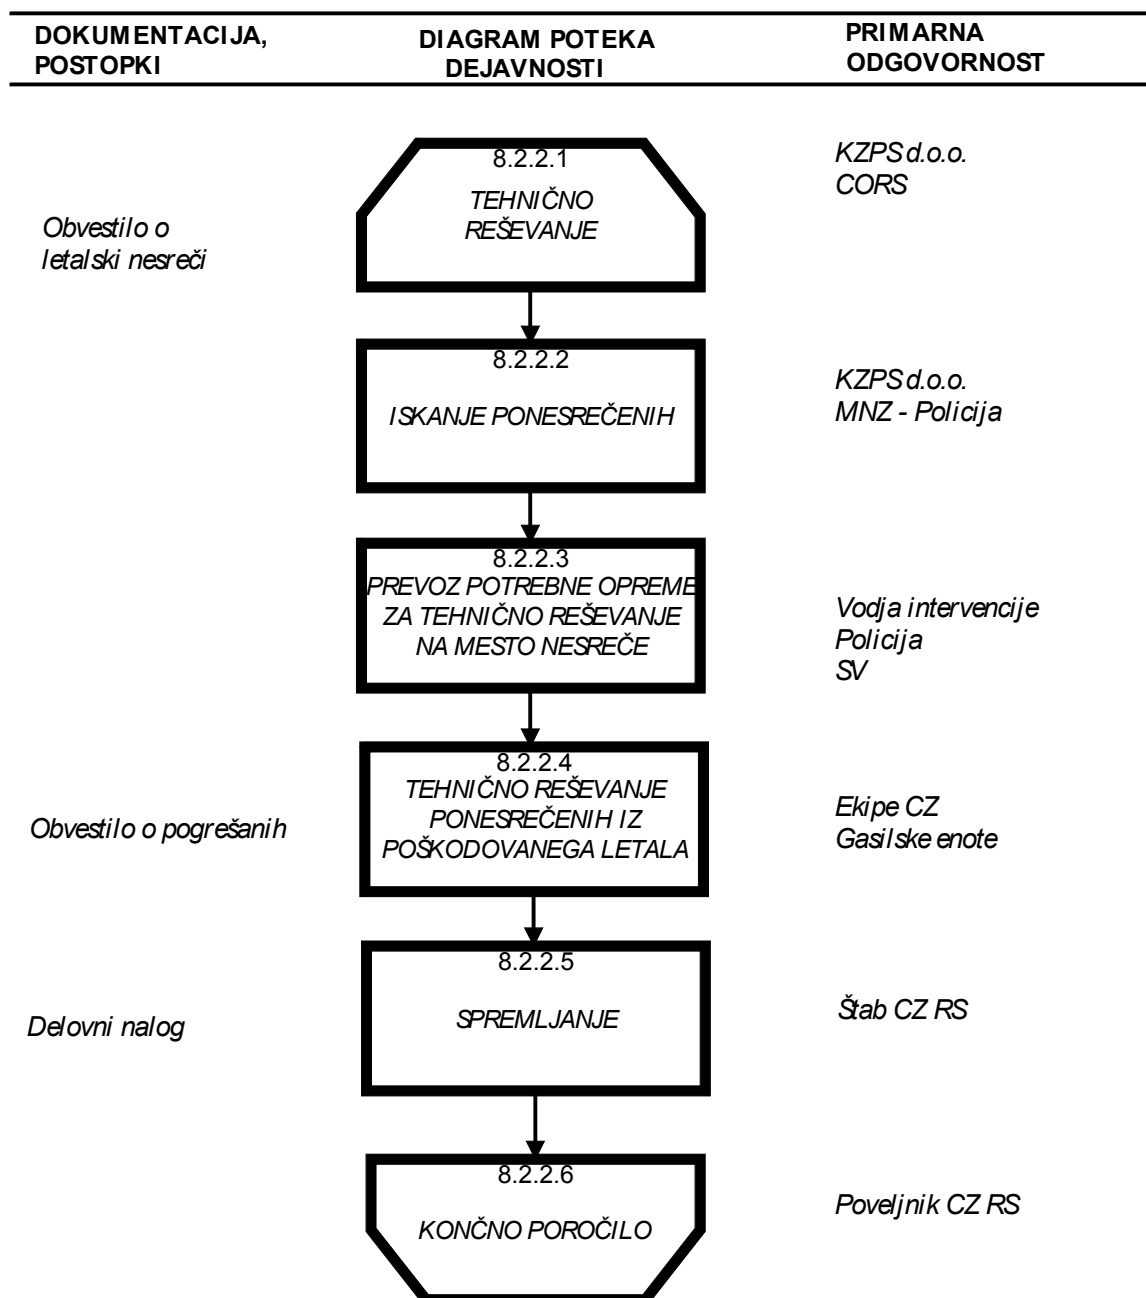 DOKUMENTACIJA,
POSTOPKI
DIAGRAM POTEKA
DEJAVNOSTI
PRIMARNA
ODGOVORNOST
8.2.2.1
TEHNIČNO
REŠEVANJE
Obvestilo o
letalski nesreči
KZPS d.o.o.
CORS
8.2.2.2
ISKANJE PONESREČENIH
KZPS d.o.o.
MNZ - Policija
8.2.2.3
PREVOZ POTREBNE OPREME
ZA TEHNIČNO REŠEVANJE
NA MESTO NESREČE
Vodja intervencije
Policija
SV
8.2.2.4
TEHNIČNO REŠEVANJE
PONESREČENIH IZ
POŠKODOVANEGA LETALA
Obvestilo o pogrešanih
Ekipe CZ
Gasilske enote
8.2.2.5
SPREMLJANJE
Delovni nalog
Štab CZ RS
8.2.2.6
KONČNO POROČILO
Poveljnik CZ RS